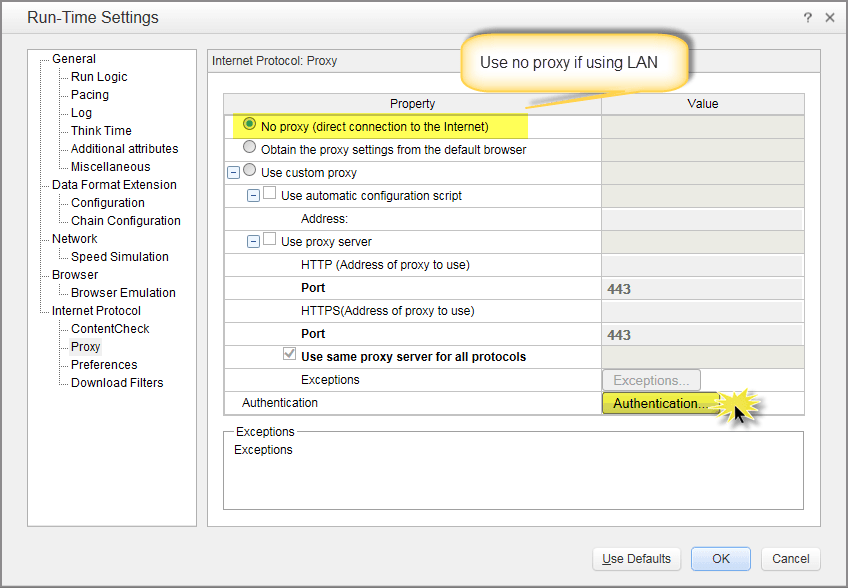 Run-Time Settings
General
Run Logic
Pacing
Log
Think Time
Additional attributes
Miscellaneous
Data Format Extension
Configuration
Chain Configuration
Network
Speed Simulation
Browser
Browser Emulation
Internet Protocol
ContentCheck
Proxy
Preferences
Download Filters
Internet Protocol: Proxy
Use no proxy if using LAN
Property Value
No proxy (direct connection to the Internet)
Obtain the proxy settings from the default browser
Use custom proxy
Use automatic configuration script
Address:
Use proxy server
HTTP (Address of proxy to use)
Port 443
HTTPS(Address of proxy to use)
Port 443
Use same proxy server for all protocols
Exceptions Exceptions...
Authentication Authentication...
Exceptions
Exceptions
Use Defaults OK Cancel